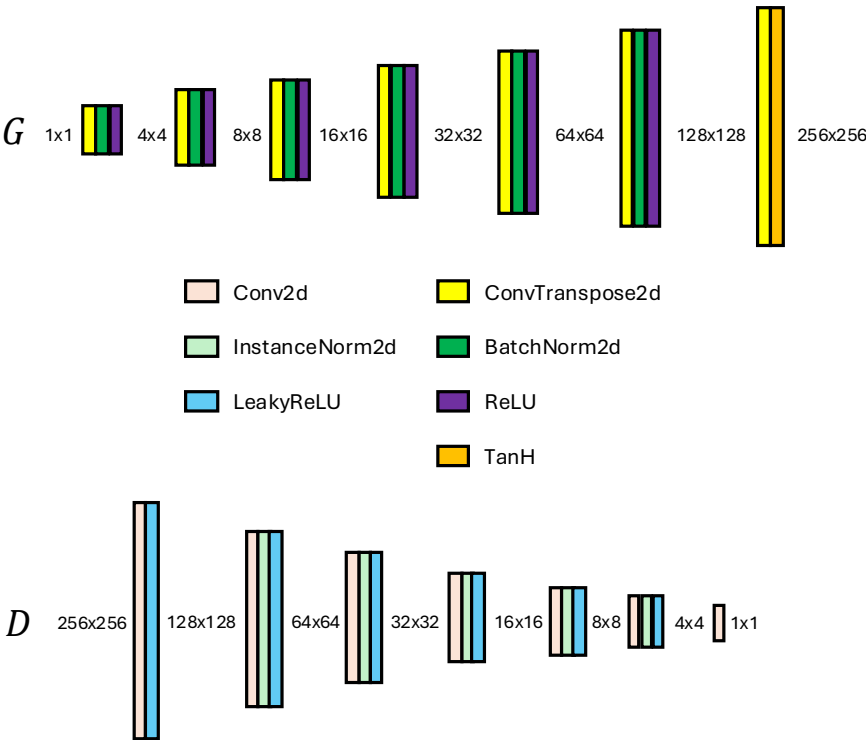 G 1x1 4x4 8x8 16x16 32x32 64x64 128x128 256x256
Conv2d ConvTranspose2d
InstanceNorm2d BatchNorm2d
LeakyReLU ReLU
TanH
D 256x256 128x128 64x64 32x32 16x16 8x8 4x4 1x1